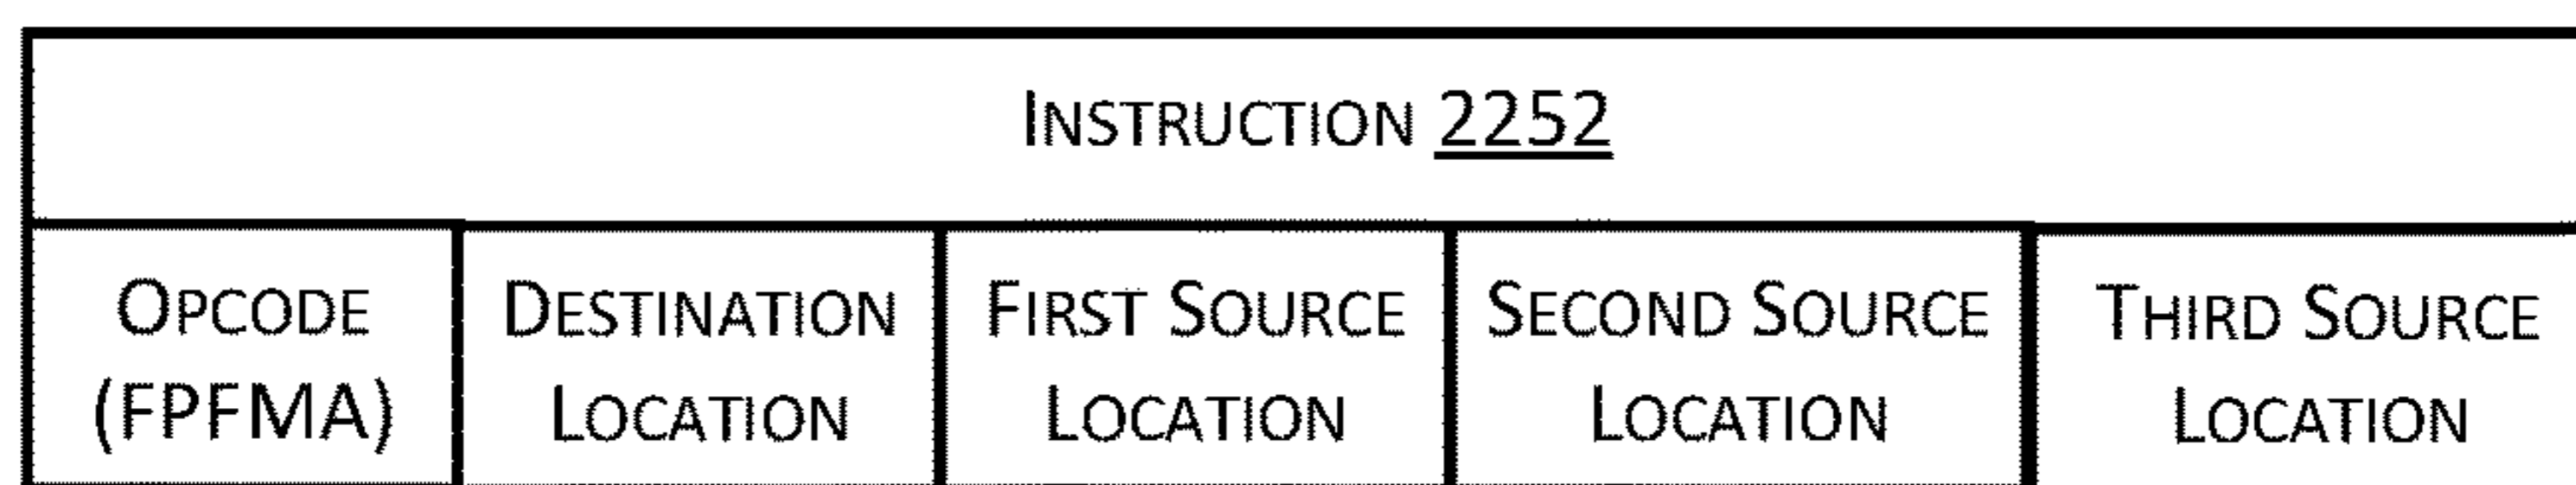 INSTRUCTION 2252
OPCODE (FPFMA)
DESTINATION LOCATION
FIRST SOURCE LOCATION
SECOND SOURCE LOCATION
THIRD SOURCE LOCATION